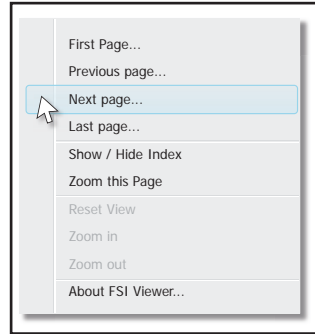 First Page...
Previous page...
Next page...
Last page...
Show / Hide Index
Zoom this Page
Reset View
Zoom in
Zoom out
About FSI Viewer...